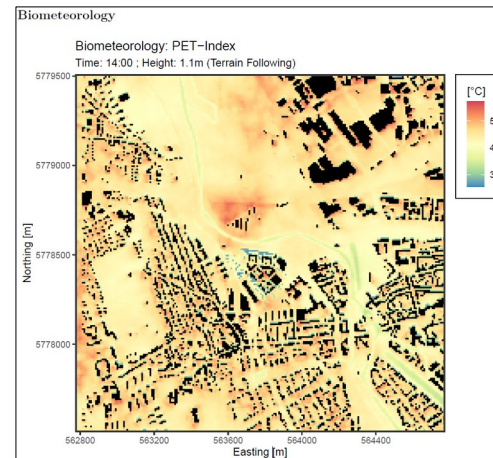 Biometeorology
Biometeorology: PET−Index
Time: 14:00 ; Height: 1.1m (Terrain Following)
5779500
5779000
5778500
5778000
Northing [m]
[°C]
562800
563200
563600
564000
564400
Easting [m]